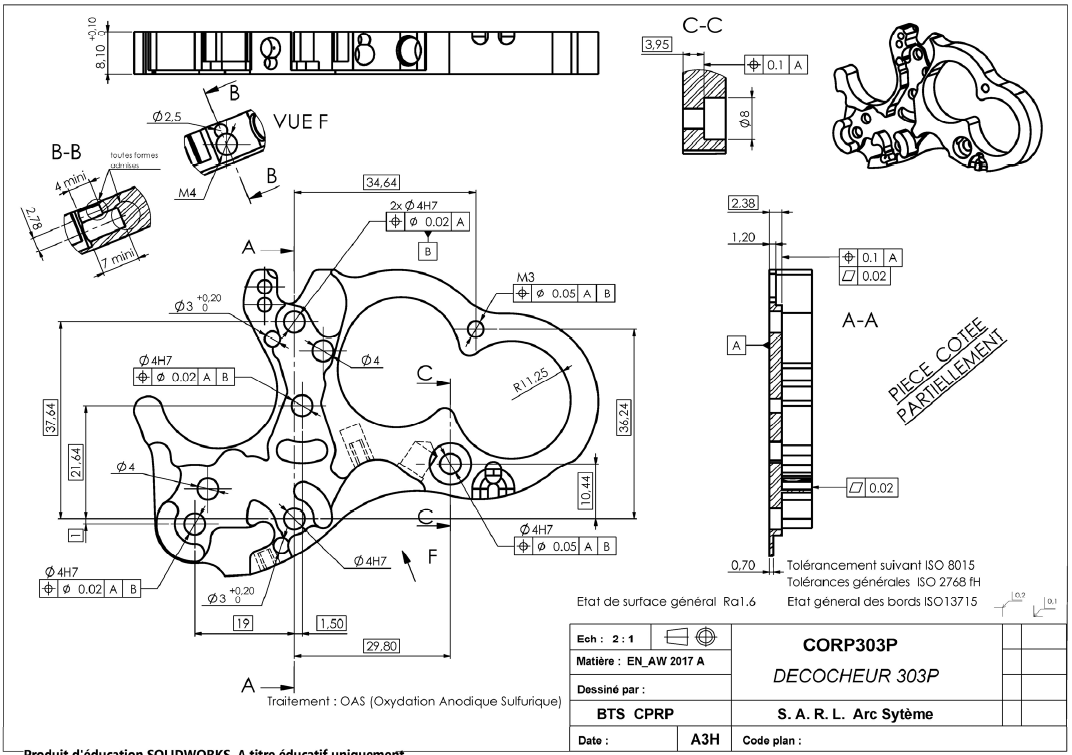 C-C
8,10 +0,10 0
3,95
⌖ 0.1 A
Ø8
B
Ø2,5
VUE F
M4
B
B-B
toutes formes
admises
4 mini
2,78
7 mini
34,64
2x Ø4H7
⌖ ø 0.02 A
B
A
M3
⌖ ø 0.05 A B
Ø3 +0,20 0
Ø4
Ø4H7
⌖ ø 0.02 A B
C
R11,25
37,64
21,64
36,24
10,44
Ø4
1
C
Ø4H7
⌖ ø 0.05 A B
Ø4H7
F
Ø4H7
⌖ ø 0.02 A B
Ø3 +0,20 0
19
1,50
29,80
A
2.38
1,20
⌖ 0.1 A
⏥ 0.02
A-A
A
PIECE COTEE
PARTIELLEMENT
⏥ 0.02
0,70
Tolérancement suivant ISO 8015
Tolérances générales ISO 2768 fH
Etat de surface général Ra1.6
Etat géneral des bords ISO13715
0,2
0,1
Traitement : OAS (Oxydation Anodique Sulfurique)
Ech : 2 : 1
Matière : EN_AW 2017 A
Dessiné par :
BTS CPRP
Date :
A3H
CORP303P
DECOCHEUR 303P
S. A. R. L. Arc Sytème
Code plan :
Produit d'éducation SOLIDWORKS. A titre éducatif uniquement.